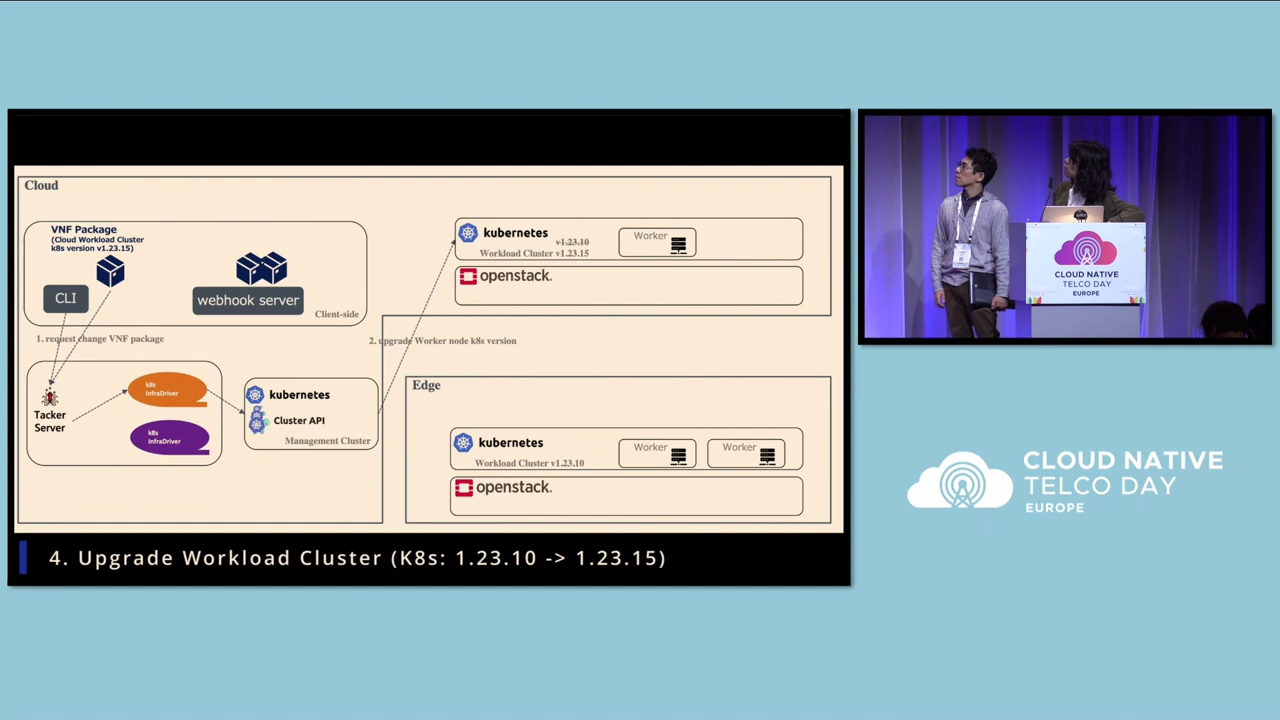 Cloud
VNF Package
(Cloud Workload Cluster
k8s version v1.23.15)
CLI
webhook server
Client-side
1. request change VNF package
Tacker
Server
k8s
InfraDriver
k8s
InfraDriver
kubernetes
Cluster API
Management Cluster
2. upgrade Worker node k8s version
kubernetes
v1.23.10
Workload Cluster v1.23.15
Worker
openstack.
Edge
kubernetes
Workload Cluster v1.23.10
Worker
Worker
openstack.
4. Upgrade Workload Cluster (K8s: 1.23.10 -> 1.23.15)
CLOUD NATIVE
TELCO DAY
EUROPE
CLOUD NATIVE
TELCO DAY
EUROPE